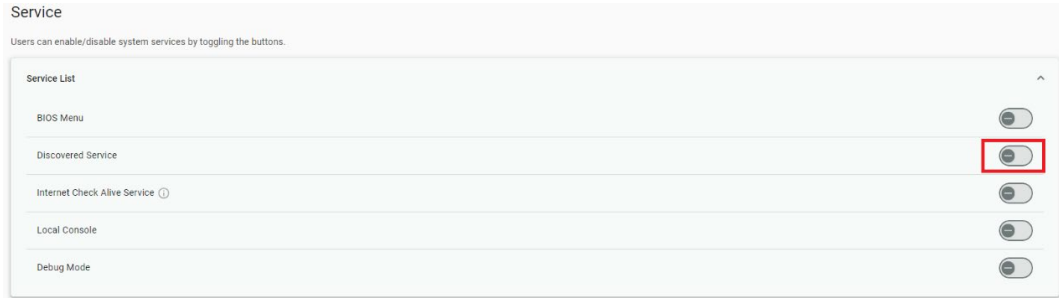 Service
Users can enable/disable system services by toggling the buttons.
Service List
BIOS Menu
Discovered Service
Internet Check Alive Service
Local Console
Debug Mode